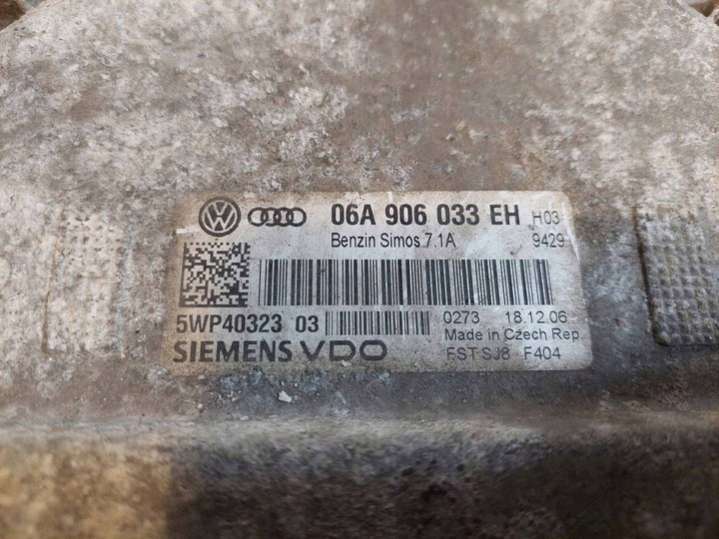 06A 906 033 EH H03
Benzin Simos 7.1A 9429
5WP40323 03 0273 18.12.06
Made in Czech Rep
SIEMENS VDO FST SJ8 F404